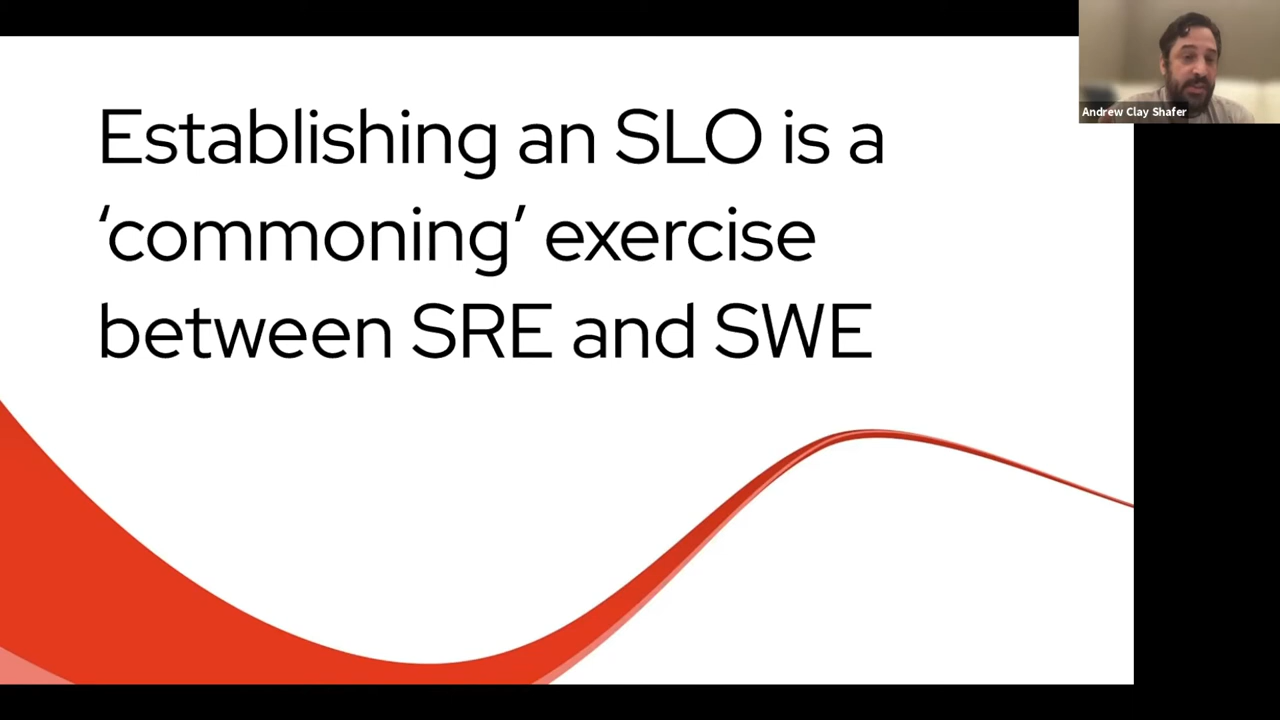 Establishing an SLO is a
‘commoning’ exercise
between SRE and SWE
Andrew Clay Shafer